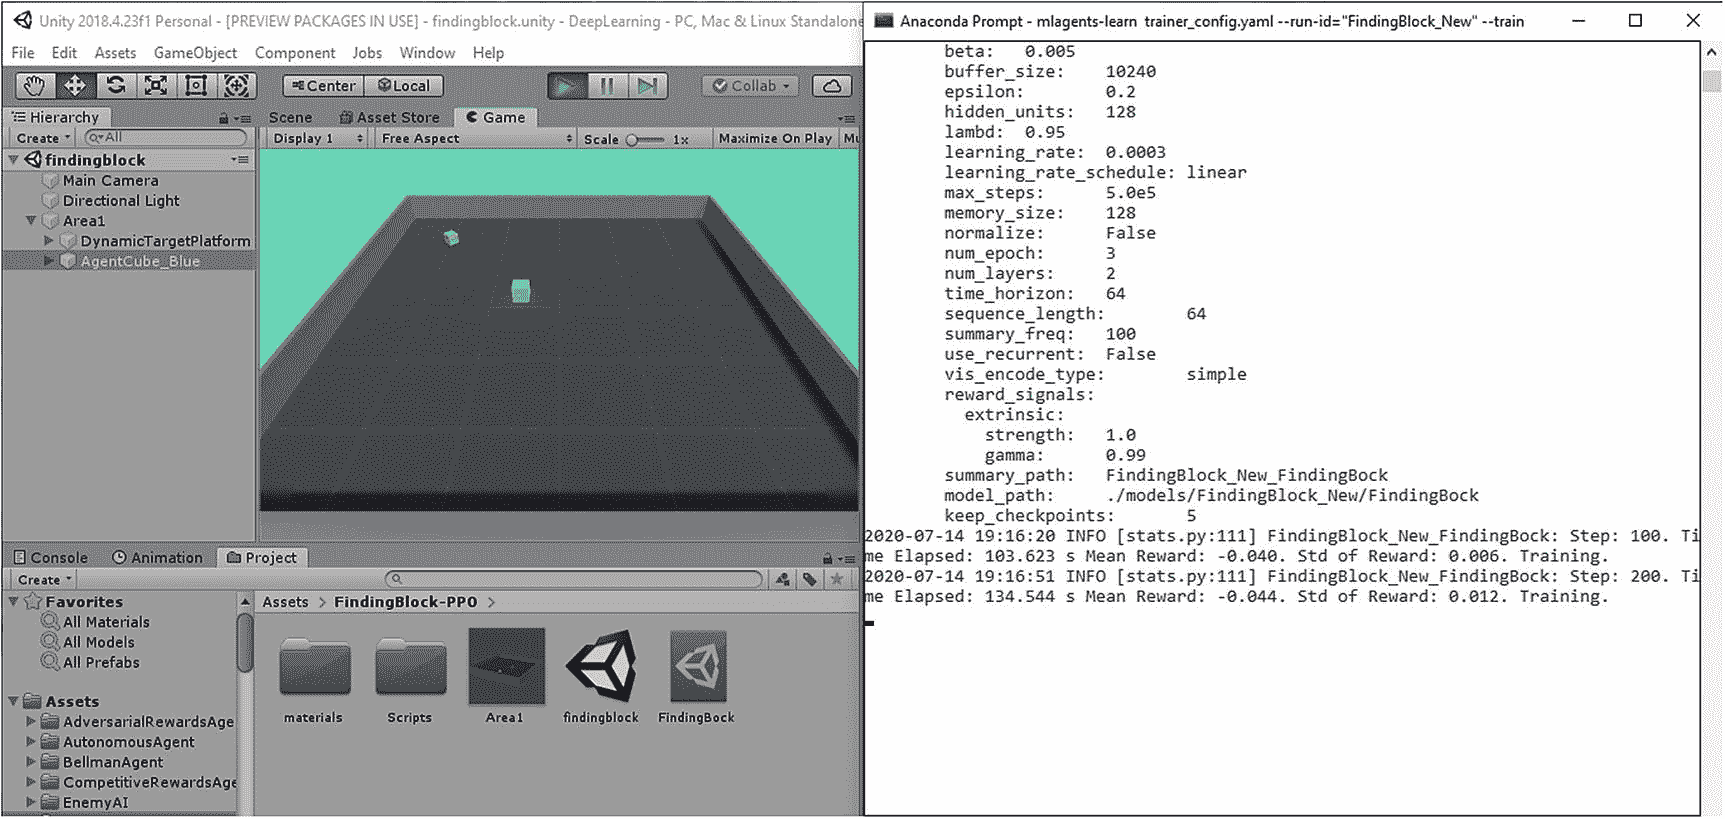 Unity 2018.4.23f1 Personal - [PREVIEW PACKAGES IN USE] - findingblock.unity - DeepLearning - PC, Mac & Linux Standalone
File Edit Assets GameObject Component Jobs Window Help
Center Local Collab
Hierarchy
Create All
findingblock
Main Camera
Directional Light
Area1
DynamicTargetPlatform
AgentCube_Blue
Scene Asset Store Game
Display 1 Free Aspect Scale 1x Maximize On Play Mu
Console Animation Project
Create
Favorites
All Materials
All Models
All Prefabs
Assets
AdversarialRewardsAge
AutonomousAgent
BellmanAgent
CompetitiveRewardsAge
EnemyAI
Assets > FindingBlock-PPO >
materials Scripts Area1 findingblock FindingBock
Anaconda Prompt - mlagents-learn trainer_config.yaml --run-id="FindingBlock_New" --train
beta: 0.005
buffer_size: 10240
epsilon: 0.2
hidden_units: 128
lambd: 0.95
learning_rate: 0.0003
learning_rate_schedule: linear
max_steps: 5.0e5
memory_size: 128
normalize: False
num_epoch: 3
num_layers: 2
time_horizon: 64
sequence_length: 64
summary_freq: 100
use_recurrent: False
vis_encode_type: simple
reward_signals:
extrinsic:
strength: 1.0
gamma: 0.99
summary_path: FindingBlock_New_FindingBock
model_path: ./models/FindingBlock_New/FindingBock
keep_checkpoints: 5
2020-07-14 19:16:20 INFO [stats.py:111] FindingBlock_New_FindingBock: Step: 100. Ti
me Elapsed: 103.623 s Mean Reward: -0.040. Std of Reward: 0.006. Training.
2020-07-14 19:16:51 INFO [stats.py:111] FindingBlock_New_FindingBock: Step: 200. Ti
me Elapsed: 134.544 s Mean Reward: -0.044. Std of Reward: 0.012. Training.